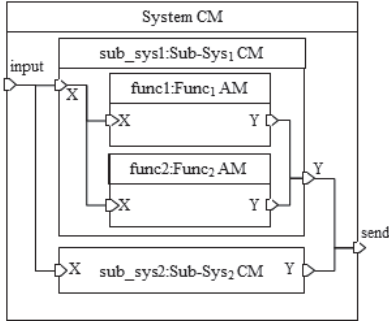 System CM
sub_sys1:Sub-Sys₁ CM
input
X
func1:Func₁ AM
X Y
func2:Func₂ AM
X Y
Y
send
X sub_sys2:Sub-Sys₂ CM Y